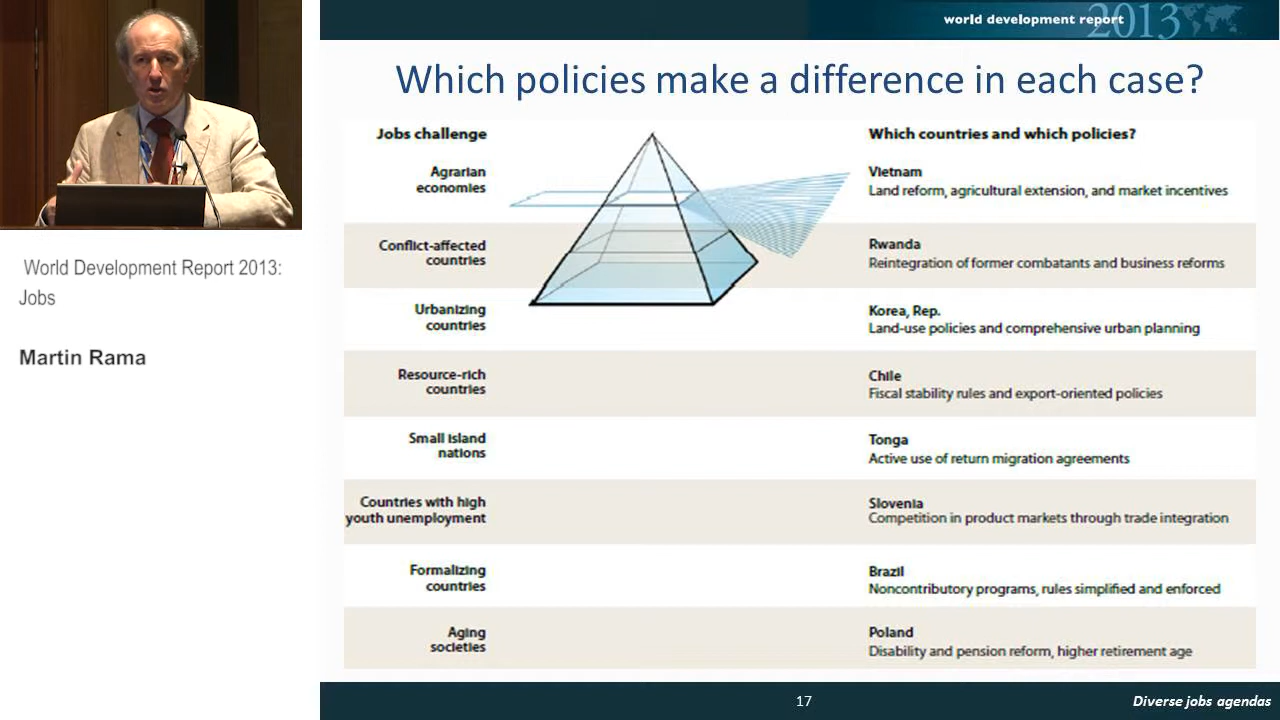 world development report 2013
Which policies make a difference in each case?
Jobs challenge
Which countries and which policies?
Agrarian
economies
Vietnam
Land reform, agricultural extension, and market incentives
Conflict-affected
countries
Rwanda
Reintegration of former combatants and business reforms
Urbanizing
countries
Korea, Rep.
Land-use policies and comprehensive urban planning
Resource-rich
countries
Chile
Fiscal stability rules and export-oriented policies
Small island
nations
Tonga
Active use of return migration agreements
Countries with high
youth unemployment
Slovenia
Competition in product markets through trade integration
Formalizing
countries
Brazil
Noncontributory programs, rules simplified and enforced
Aging
societies
Poland
Disability and pension reform, higher retirement age
17
Diverse jobs agendas
World Development Report 2013:
Jobs
Martin Rama